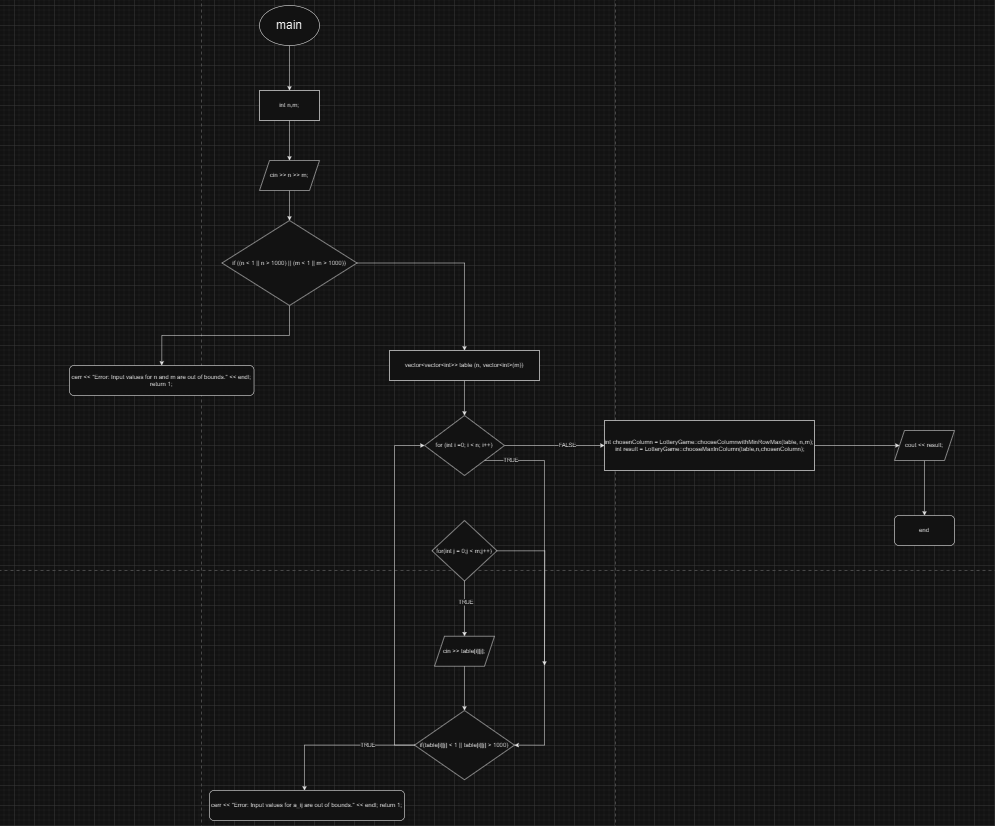 main
int n,m;
cin >> n >> m;
if ((n < 1 || n > 1000) || (m < 1 || m > 1000))
cerr << "Error: Input values for n and m are out of bounds." << endl;
return 1;
vector<vector<int>> table (n, vector<int>(m))
for (int i =0; i < n; i++)
FALSE
TRUE
int chosenColumn = LotteryGame::chooseColumnwithMinRowMax(table, n,m);
int result = LotteryGame::chooseMaxInColumn(table,n,chosenColumn);
cout << result;
end
for(int j = 0;j < m;j++)
TRUE
cin >> table[i][j];
if(table[i][j] < 1 || table[i][j] > 1000)
TRUE
cerr << "Error: Input values for a_ij are out of bounds." << endl; return 1;